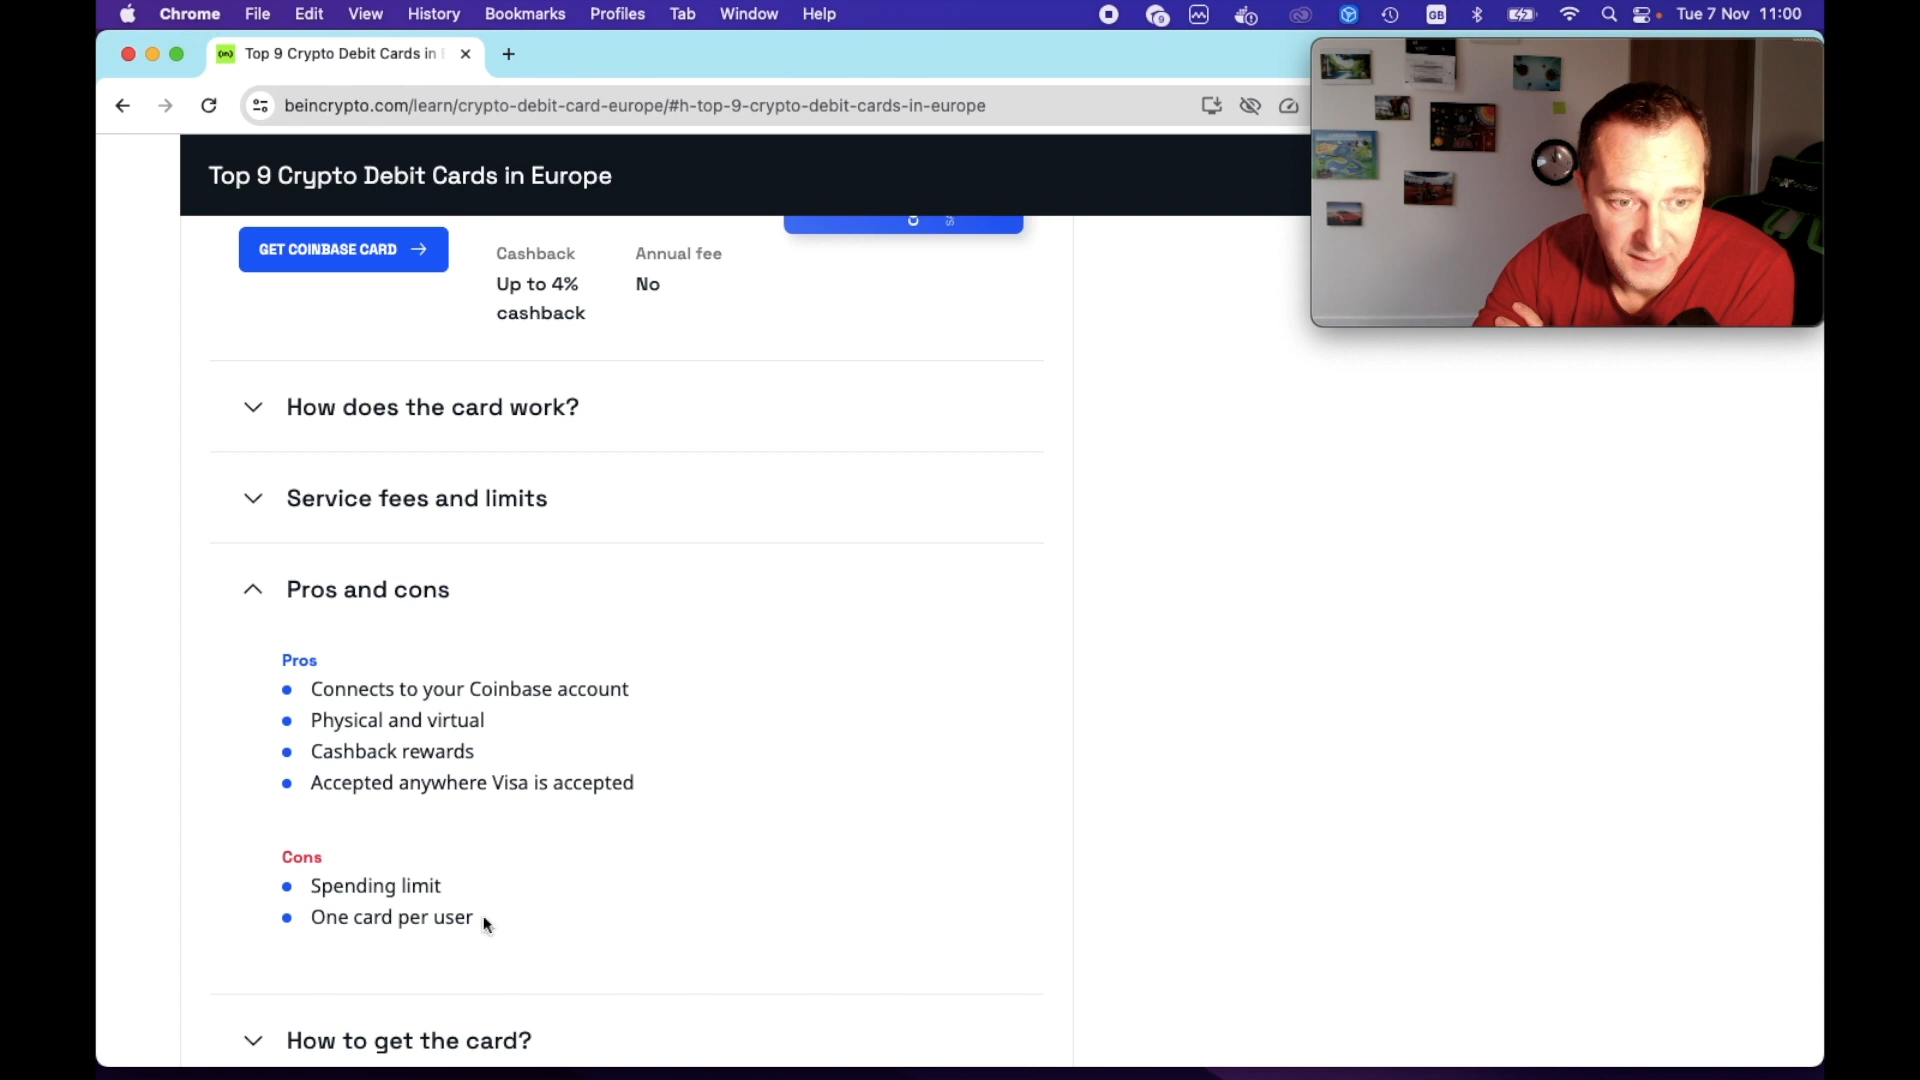 Chrome File Edit View History Bookmarks Profiles Tab Window Help
9
GB
Tue 7 Nov 11:00
Top 9 Crypto Debit Cards in
beincrypto.com/learn/crypto-debit-card-europe/#h-top-9-crypto-debit-cards-in-europe
Top 9 Crypto Debit Cards in Europe
GET COINBASE CARD
Cashback
Up to 4%
cashback
Annual fee
No
How does the card work?
Service fees and limits
Pros and cons
Pros
Connects to your Coinbase account
Physical and virtual
Cashback rewards
Accepted anywhere Visa is accepted
Cons
Spending limit
One card per user
How to get the card?